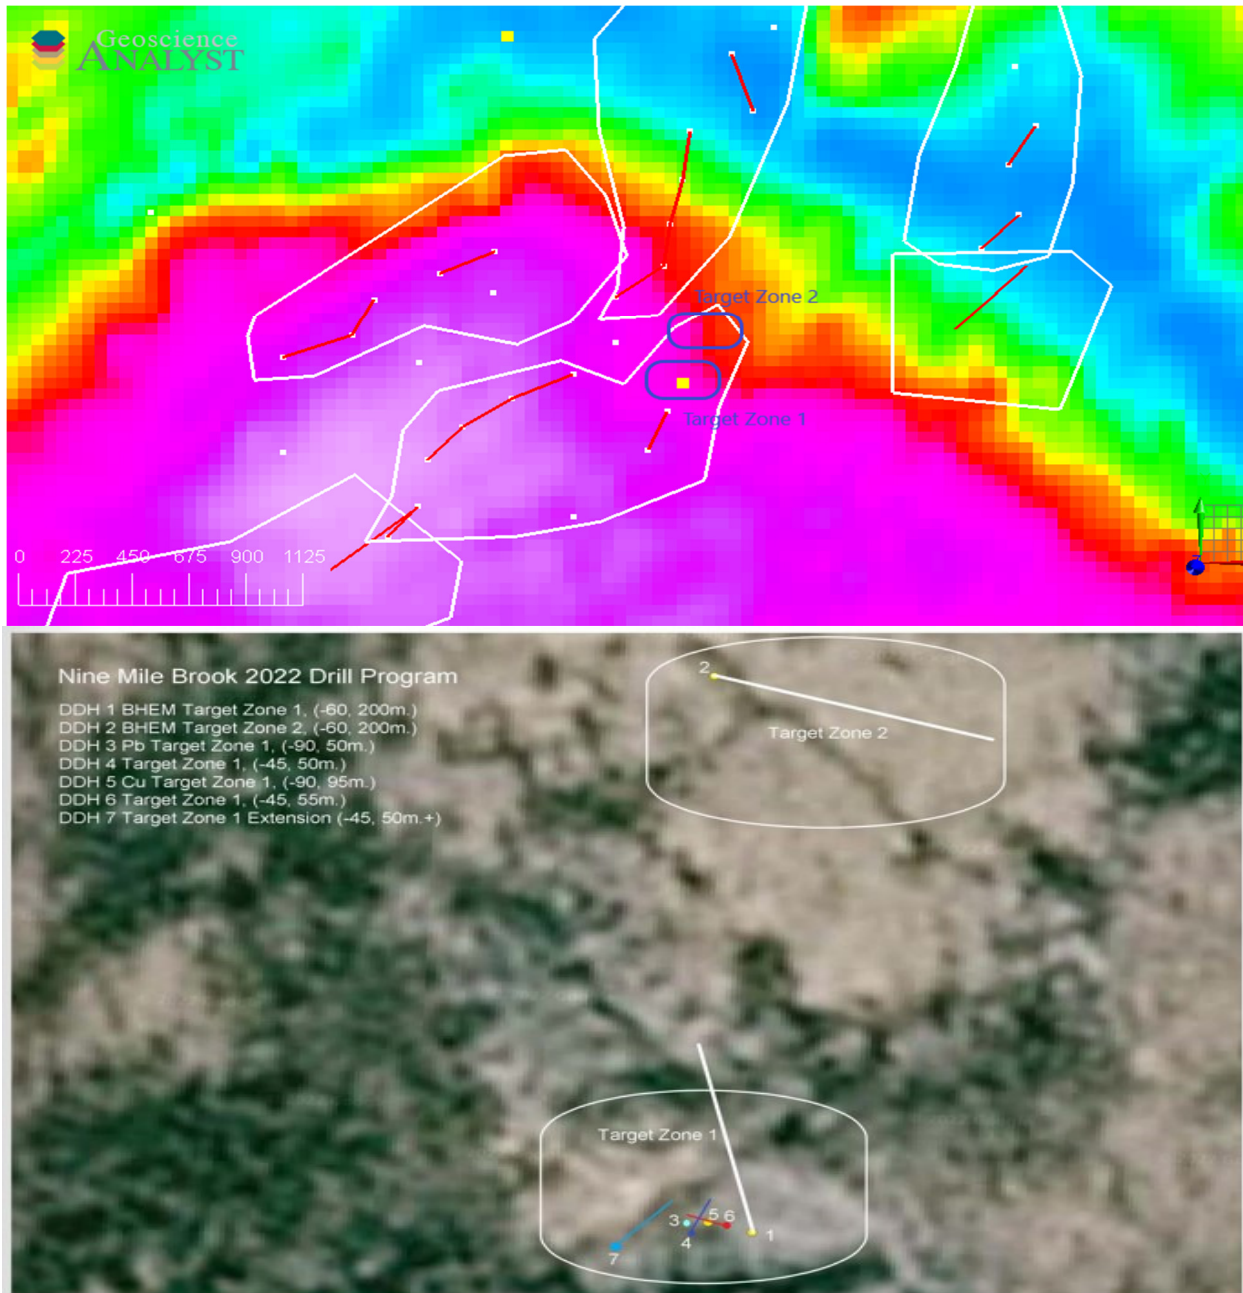 Geoscience
ANALYST
Target Zone 2
Target Zone 1
0 225 450 675 900 1125
Nine Mile Brook 2022 Drill Program
DDH 1 BHEM Target Zone 1, (-60, 200m.)
DDH 2 BHEM Target Zone 2, (-60, 200m.)
DDH 3 Pb Target Zone 1, (-90, 50m.)
DDH 4 Target Zone 1, (-45, 50m.)
DDH 5 Cu Target Zone 1, (-90, 95m.)
DDH 6 Target Zone 1, (-45, 55m.)
DDH 7 Target Zone 1 Extension (-45, 50m.+)
2
Target Zone 2
Target Zone 1
3 5 6
4 1
7